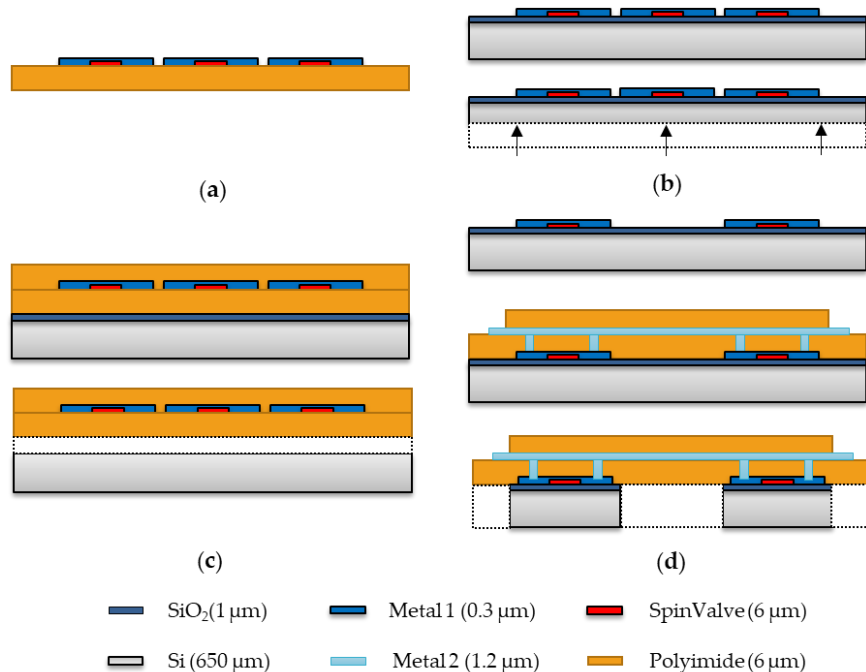 (a)
(b)
(c)
(d)
SiO₂(1 µm)
Metal 1 (0.3 µm)
SpinValve (6 µm)
Si (650 µm)
Metal 2 (1.2 µm)
Polyimide (6 µm)